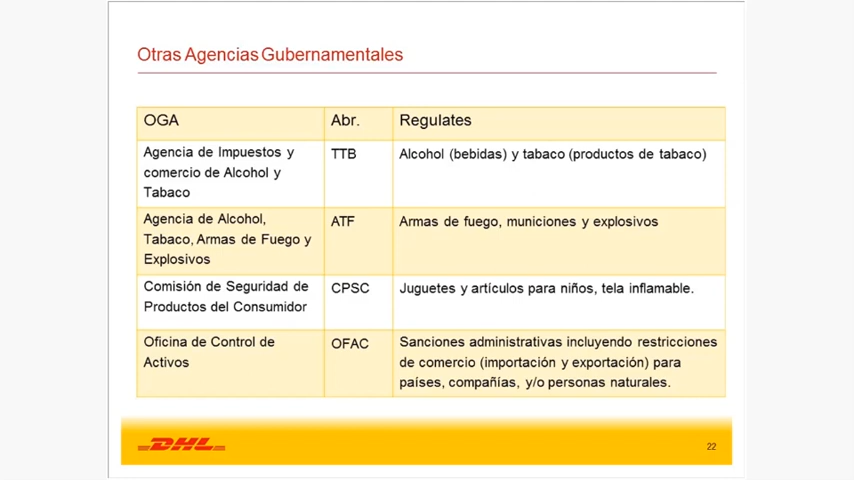 Otras Agencias Gubernamentales
OGA
Abr.
Regulates
Agencia de Impuestos y
comercio de Alcohol y
Tabaco
TTB
Alcohol (bebidas) y tabaco (productos de tabaco)
Agencia de Alcohol,
Tabaco, Armas de Fuego y
Explosivos
ATF
Armas de fuego, municiones y explosivos
Comisión de Seguridad de
Productos del Consumidor
CPSC
Juguetes y artículos para niños, tela inflamable.
Oficina de Control de
Activos
OFAC
Sanciones administrativas incluyendo restricciones
de comercio (importación y exportación) para
países, compañías, y/o personas naturales.
DHL
22